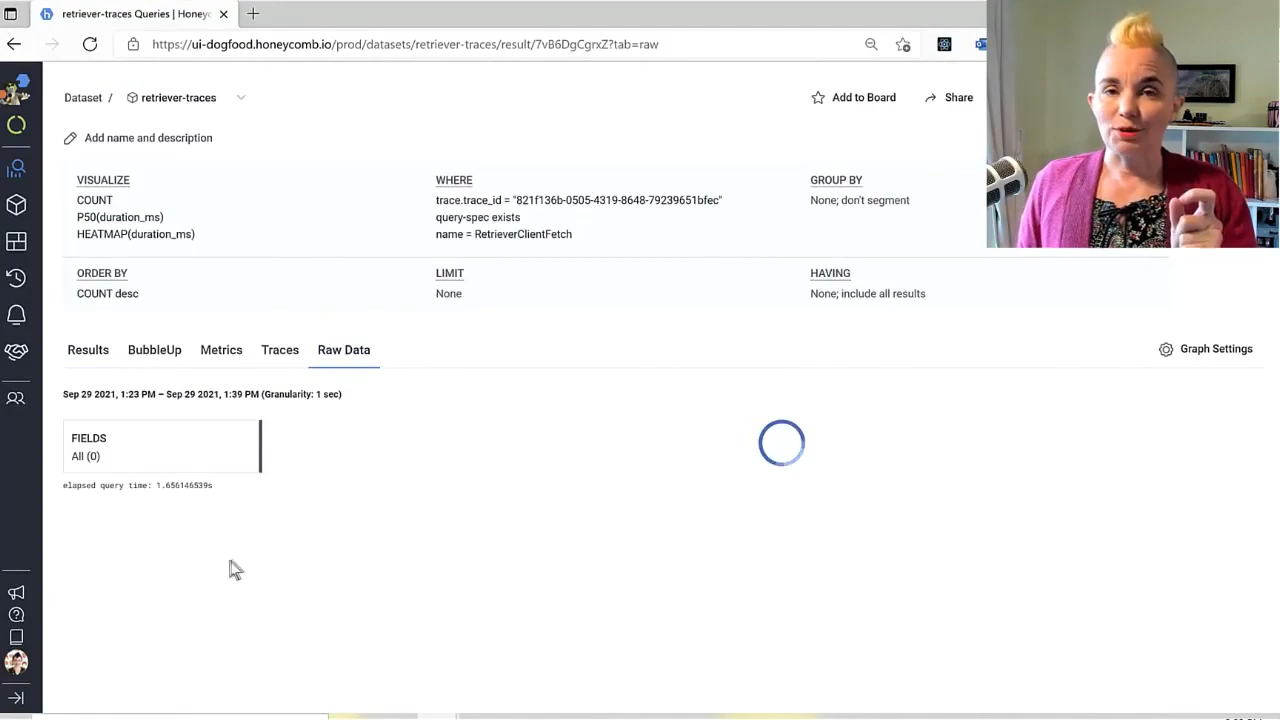 retriever-traces Queries | Honey
https://ui-dogfood.honeycomb.io/prod/datasets/retriever-traces/result/7vB6DgCgrxZ?tab=raw
Dataset / retriever-traces
Add to Board
Share
Add name and description
VISUALIZE
COUNT
P50(duration_ms)
HEATMAP(duration_ms)
WHERE
trace.trace_id = "821f136b-0505-4319-8648-79239651bfec"
query-spec exists
name = RetrieverClientFetch
GROUP BY
None; don't segment
ORDER BY
COUNT desc
LIMIT
None
HAVING
None; include all results
Results BubbleUp Metrics Traces Raw Data
Graph Settings
Sep 29 2021, 1:23 PM – Sep 29 2021, 1:39 PM (Granularity: 1 sec)
FIELDS
All (0)
elapsed query time: 1.656146539s